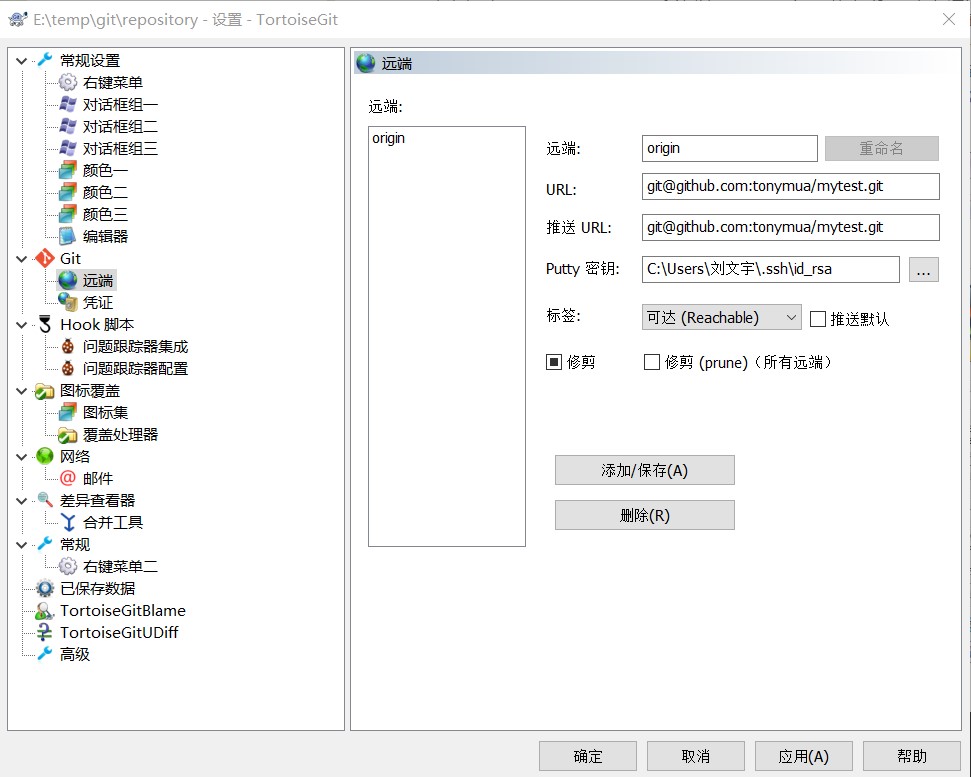 E:\temp\git\repository - 设置 - TortoiseGit
常规设置
右键菜单
对话框组一
对话框组二
对话框组三
颜色一
颜色二
颜色三
编辑器
Git
远端
凭证
Hook 脚本
问题跟踪器集成
问题跟踪器配置
图标覆盖
图标集
覆盖处理器
网络
邮件
差异查看器
合并工具
常规
右键菜单二
已保存数据
TortoiseGitBlame
TortoiseGitUDiff
高级
远端
远端:
origin
远端: origin 重命名
URL: git@github.com:tonymua/mytest.git
推送 URL: git@github.com:tonymua/mytest.git
Putty 密钥: C:\Users\刘文宇\.ssh\id_rsa ...
标签: 可达 (Reachable) 推送默认
修剪 修剪 (prune)（所有远端）
添加/保存(A)
删除(R)
确定 取消 应用(A) 帮助